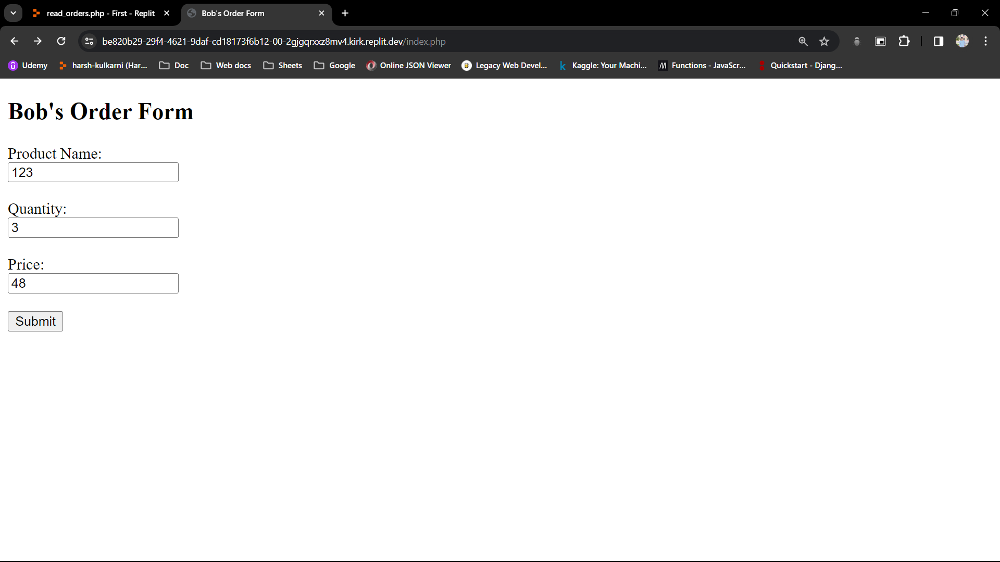 read_orders.php - First - Replit
Bob's Order Form
be820b29-29f4-4621-9daf-cd18173f6b12-00-2gjgqrxxz8mv4.kirk.replit.dev/index.php
Udemy harsh-kulkarni (Har... Doc Web docs Sheets Google Online JSON Viewer Legacy Web Devel... Kaggle: Your Machi... Functions - JavaScr... Quickstart - Djang...
Bob's Order Form
Product Name:
123
Quantity:
3
Price:
48
Submit